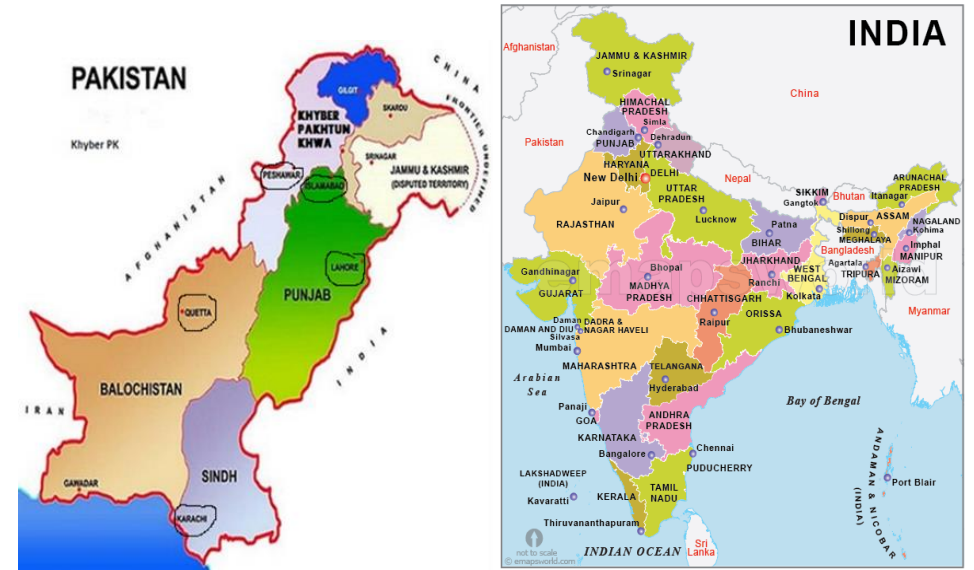 PAKISTAN
Khyber PK
CHINA
FRONTIER UNDEFINED
GILGIT
SKARDU
KHYBER
PAKHTUN
KHWA
SRINAGAR
JAMMU & KASHMIR
(DISPUTED TERRITORY)
PESHAWAR
ISLAMABAD
AFGHANISTAN
LAHORE
PUNJAB
QUETTA
INDIA
BALOCHISTAN
IRAN
SINDH
GAWADAR
KARACHI
INDIA
Afghanistan
JAMMU & KASHMIR
Srinagar
China
HIMACHAL
PRADESH
Simla
Pakistan
Chandigarh
PUNJAB
Dehradun
UTTARAKHAND
HARYANA
DELHI
New Delhi
Nepal
UTTAR
PRADESH
SIKKIM
Gangtok
Bhutan
ARUNACHAL
PRADESH
Itanagar
Jaipur
RAJASTHAN
Lucknow
Patna
BIHAR
Dispur
ASSAM
NAGALAND
Kohima
Shillong
MEGHALAYA
Imphal
MANIPUR
Bangladesh
Agartala
TRIPURA
Aizawl
MIZORAM
Gandhinagar
GUJARAT
Bhopal
MADHYA
PRADESH
JHARKHAND
Ranchi
WEST
BENGAL
Kolkata
CHHATTISGARH
Raipur
ORISSA
Bhubaneshwar
Myanmar
Daman
DAMAN AND DIU
Silvasa
DADRA &
NAGAR HAVELI
Mumbai
MAHARASHTRA
TELANGANA
Hyderabad
Arabian
Sea
Bay of Bengal
Panaji
GOA
KARNATAKA
ANDHRA
PRADESH
Bangalore
Chennai
PUDUCHERRY
LAKSHADWEEP
(INDIA)
Kavaratti
KERALA
TAMIL
NADU
Thiruvananthapuram
ANDAMAN & NICOBAR
(INDIA)
Port Blair
Sri
Lanka
INDIAN OCEAN
not to scale
© emapsworld.com